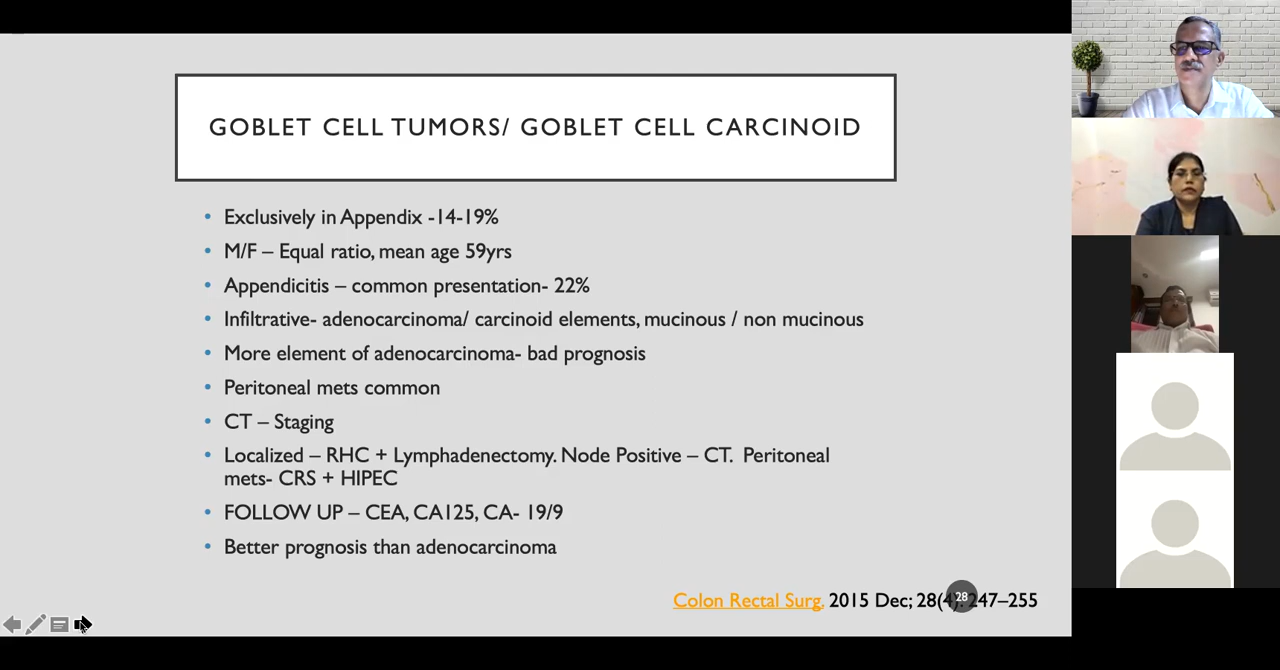 GOBLET CELL TUMORS/ GOBLET CELL CARCINOID
• Exclusively in Appendix -14-19%
• M/F – Equal ratio, mean age 59yrs
• Appendicitis – common presentation- 22%
• Infiltrative- adenocarcinoma/ carcinoid elements, mucinous / non mucinous
• More element of adenocarcinoma- bad prognosis
• Peritoneal mets common
• CT – Staging
• Localized – RHC + Lymphadenectomy. Node Positive – CT. Peritoneal
mets- CRS + HIPEC
• FOLLOW UP – CEA, CA125, CA- 19/9
• Better prognosis than adenocarcinoma
Colon Rectal Surg. 2015 Dec; 28(4): 247–255
28